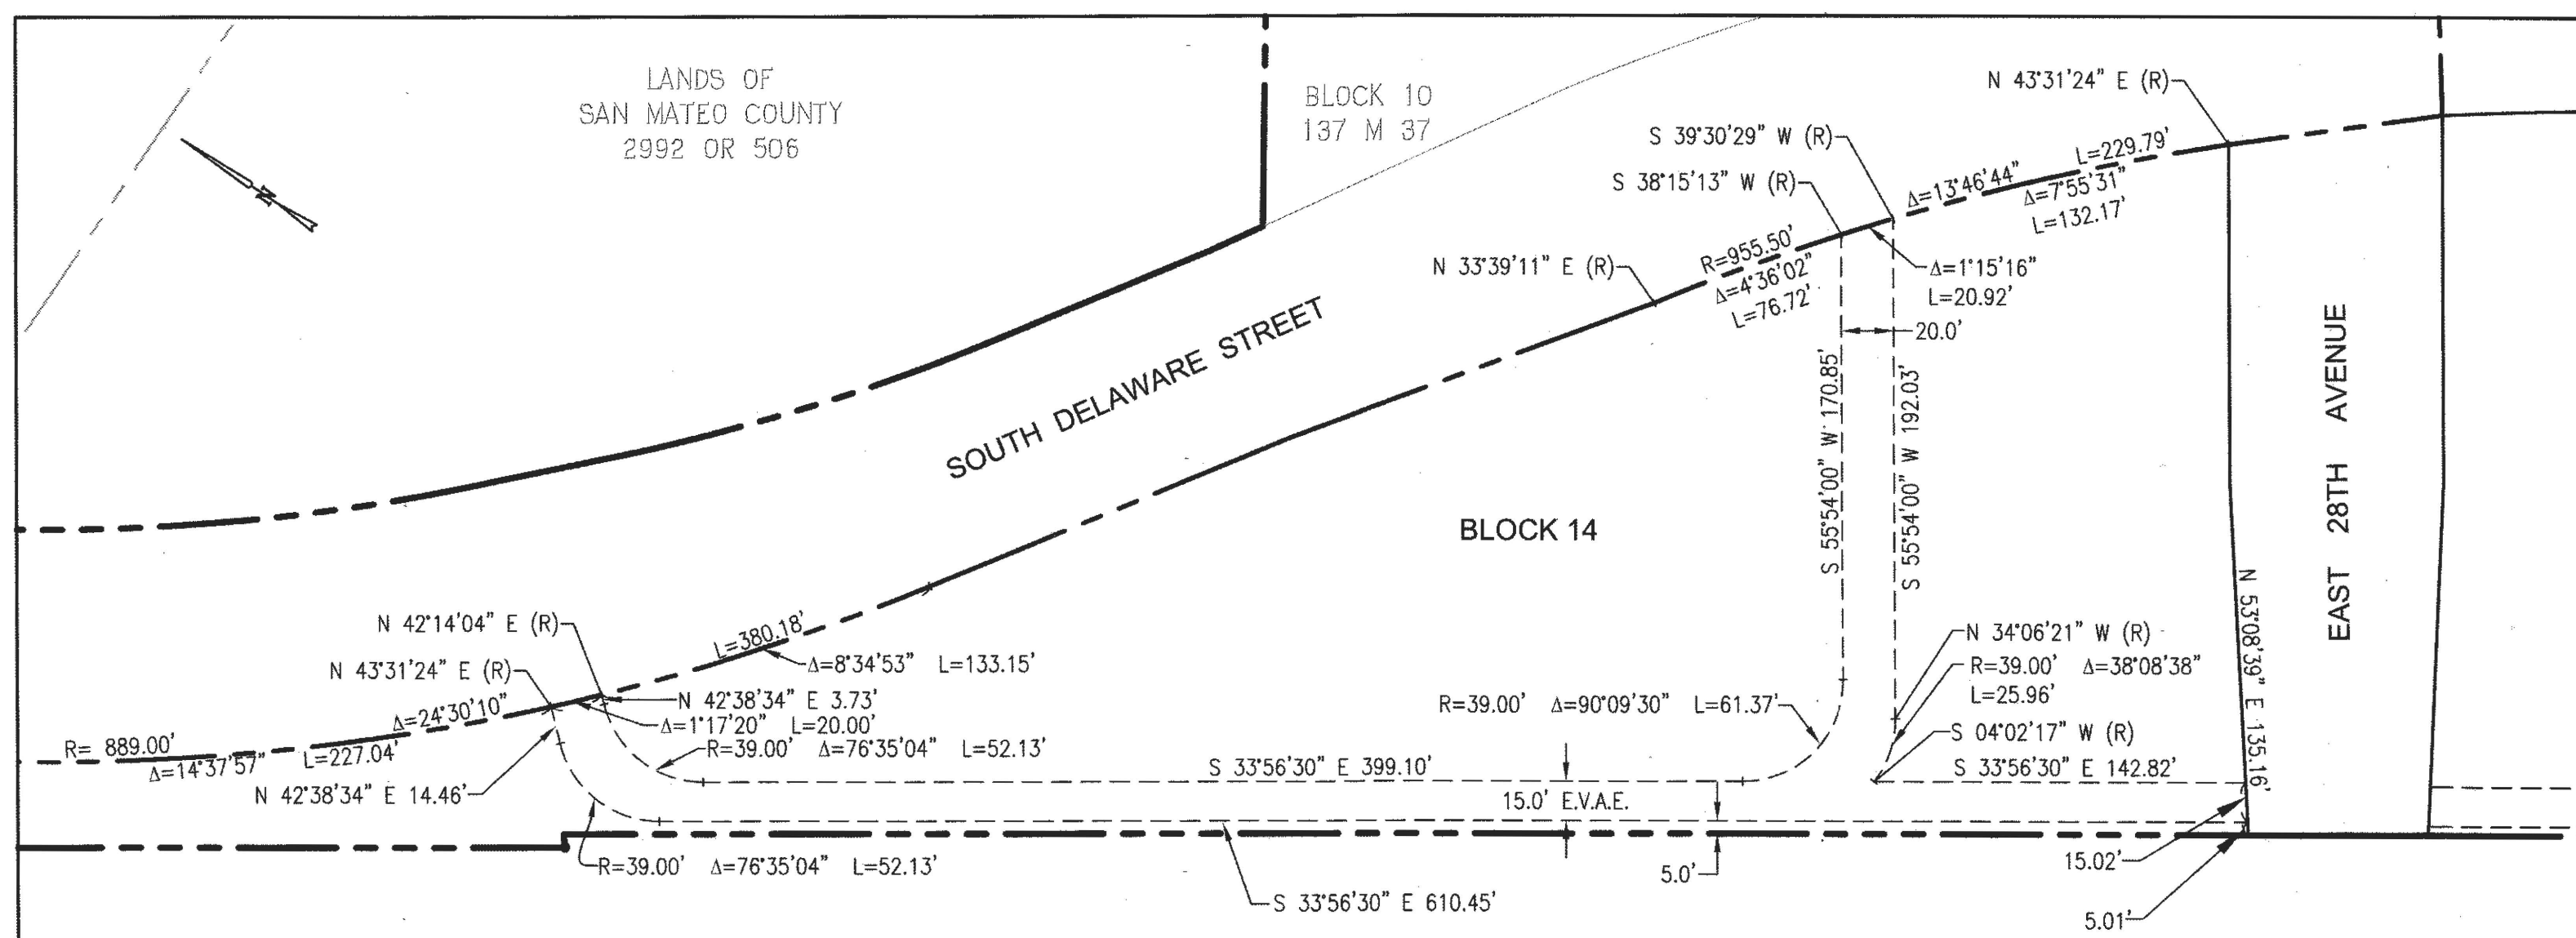 LANDS OF
SAN MATEO COUNTY
2992 OR 506
BLOCK 10
137 M 37
N 43°31'24" E (R)
S 39°30'29" W (R)
S 38°15'13" W (R)
N 33°39'11" E (R)
R=955.50'
Δ=4°36'02"
L=76.72'
Δ=13°46'44"
L=229.79'
Δ=7°55'31"
L=132.17'
Δ=1°15'16"
L=20.92'
20.0'
N
SOUTH DELAWARE STREET
BLOCK 14
S 55°54'00" W 170.85'
S 55°54'00" W 192.03'
EAST 28TH AVENUE
N 53°08'39" E 135.16'
N 42°14'04" E (R)
N 43°31'24" E (R)
L=380.18'
Δ=8°34'53" L=133.15'
N 42°38'34" E 3.73'
Δ=1°17'20" L=20.00'
R=39.00' Δ=76°35'04" L=52.13'
Δ=24°30'10"
R= 889.00'
Δ=14°37'57"
L=227.04'
N 42°38'34" E 14.46'
R=39.00' Δ=76°35'04" L=52.13'
S 33°56'30" E 399.10'
15.0' E.V.A.E.
R=39.00' Δ=90°09'30" L=61.37'
N 34°06'21" W (R)
R=39.00' Δ=38°08'38"
L=25.96'
S 04°02'17" W (R)
S 33°56'30" E 142.82'
5.0'
S 33°56'30" E 610.45'
15.02'
5.01'